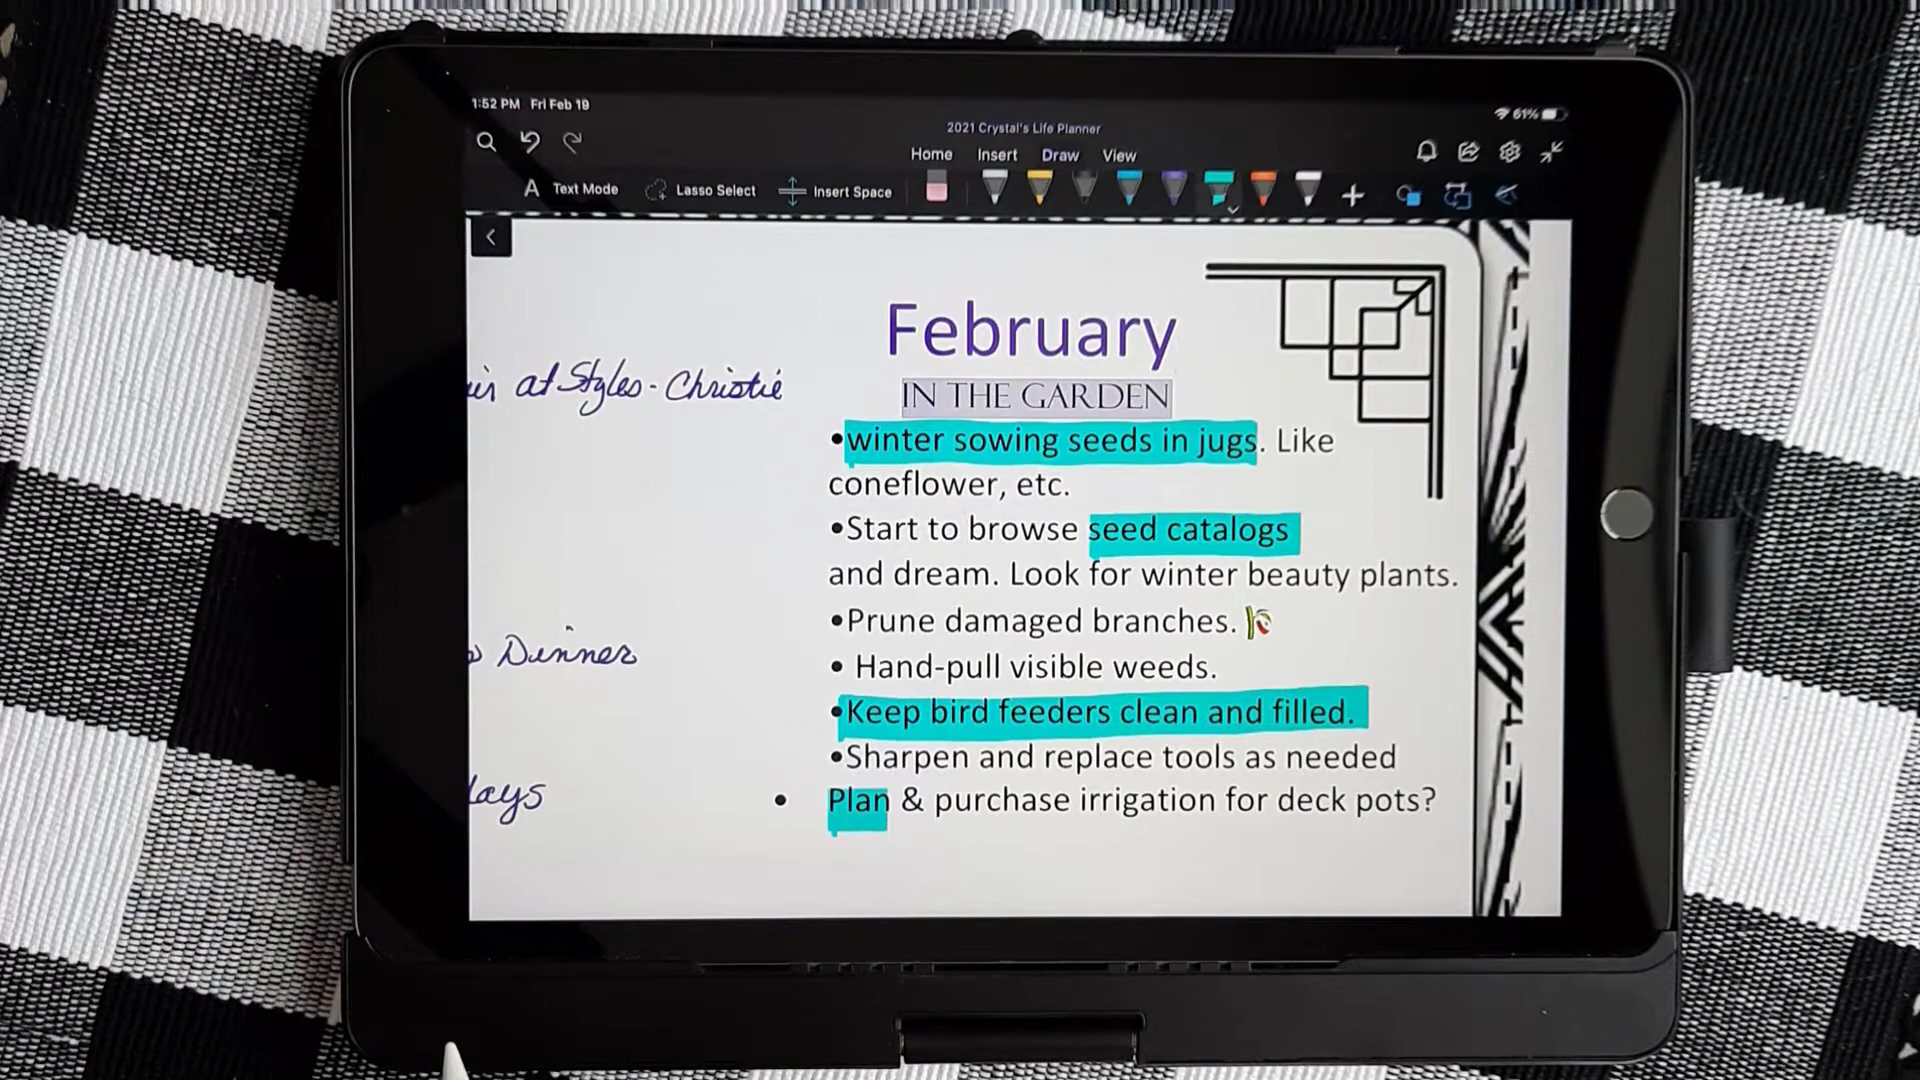 1:52 PM Fri Feb 19
61%
2021 Crystal's Life Planner
Home Insert Draw View
A Text Mode Lasso Select Insert Space
February
at Styles - Christie
IN THE GARDEN
•winter sowing seeds in jugs. Like
coneflower, etc.
•Start to browse seed catalogs
and dream. Look for winter beauty plants.
•Prune damaged branches.
Dinner
• Hand-pull visible weeds.
•Keep bird feeders clean and filled.
•Sharpen and replace tools as needed
• Plan & purchase irrigation for deck pots?